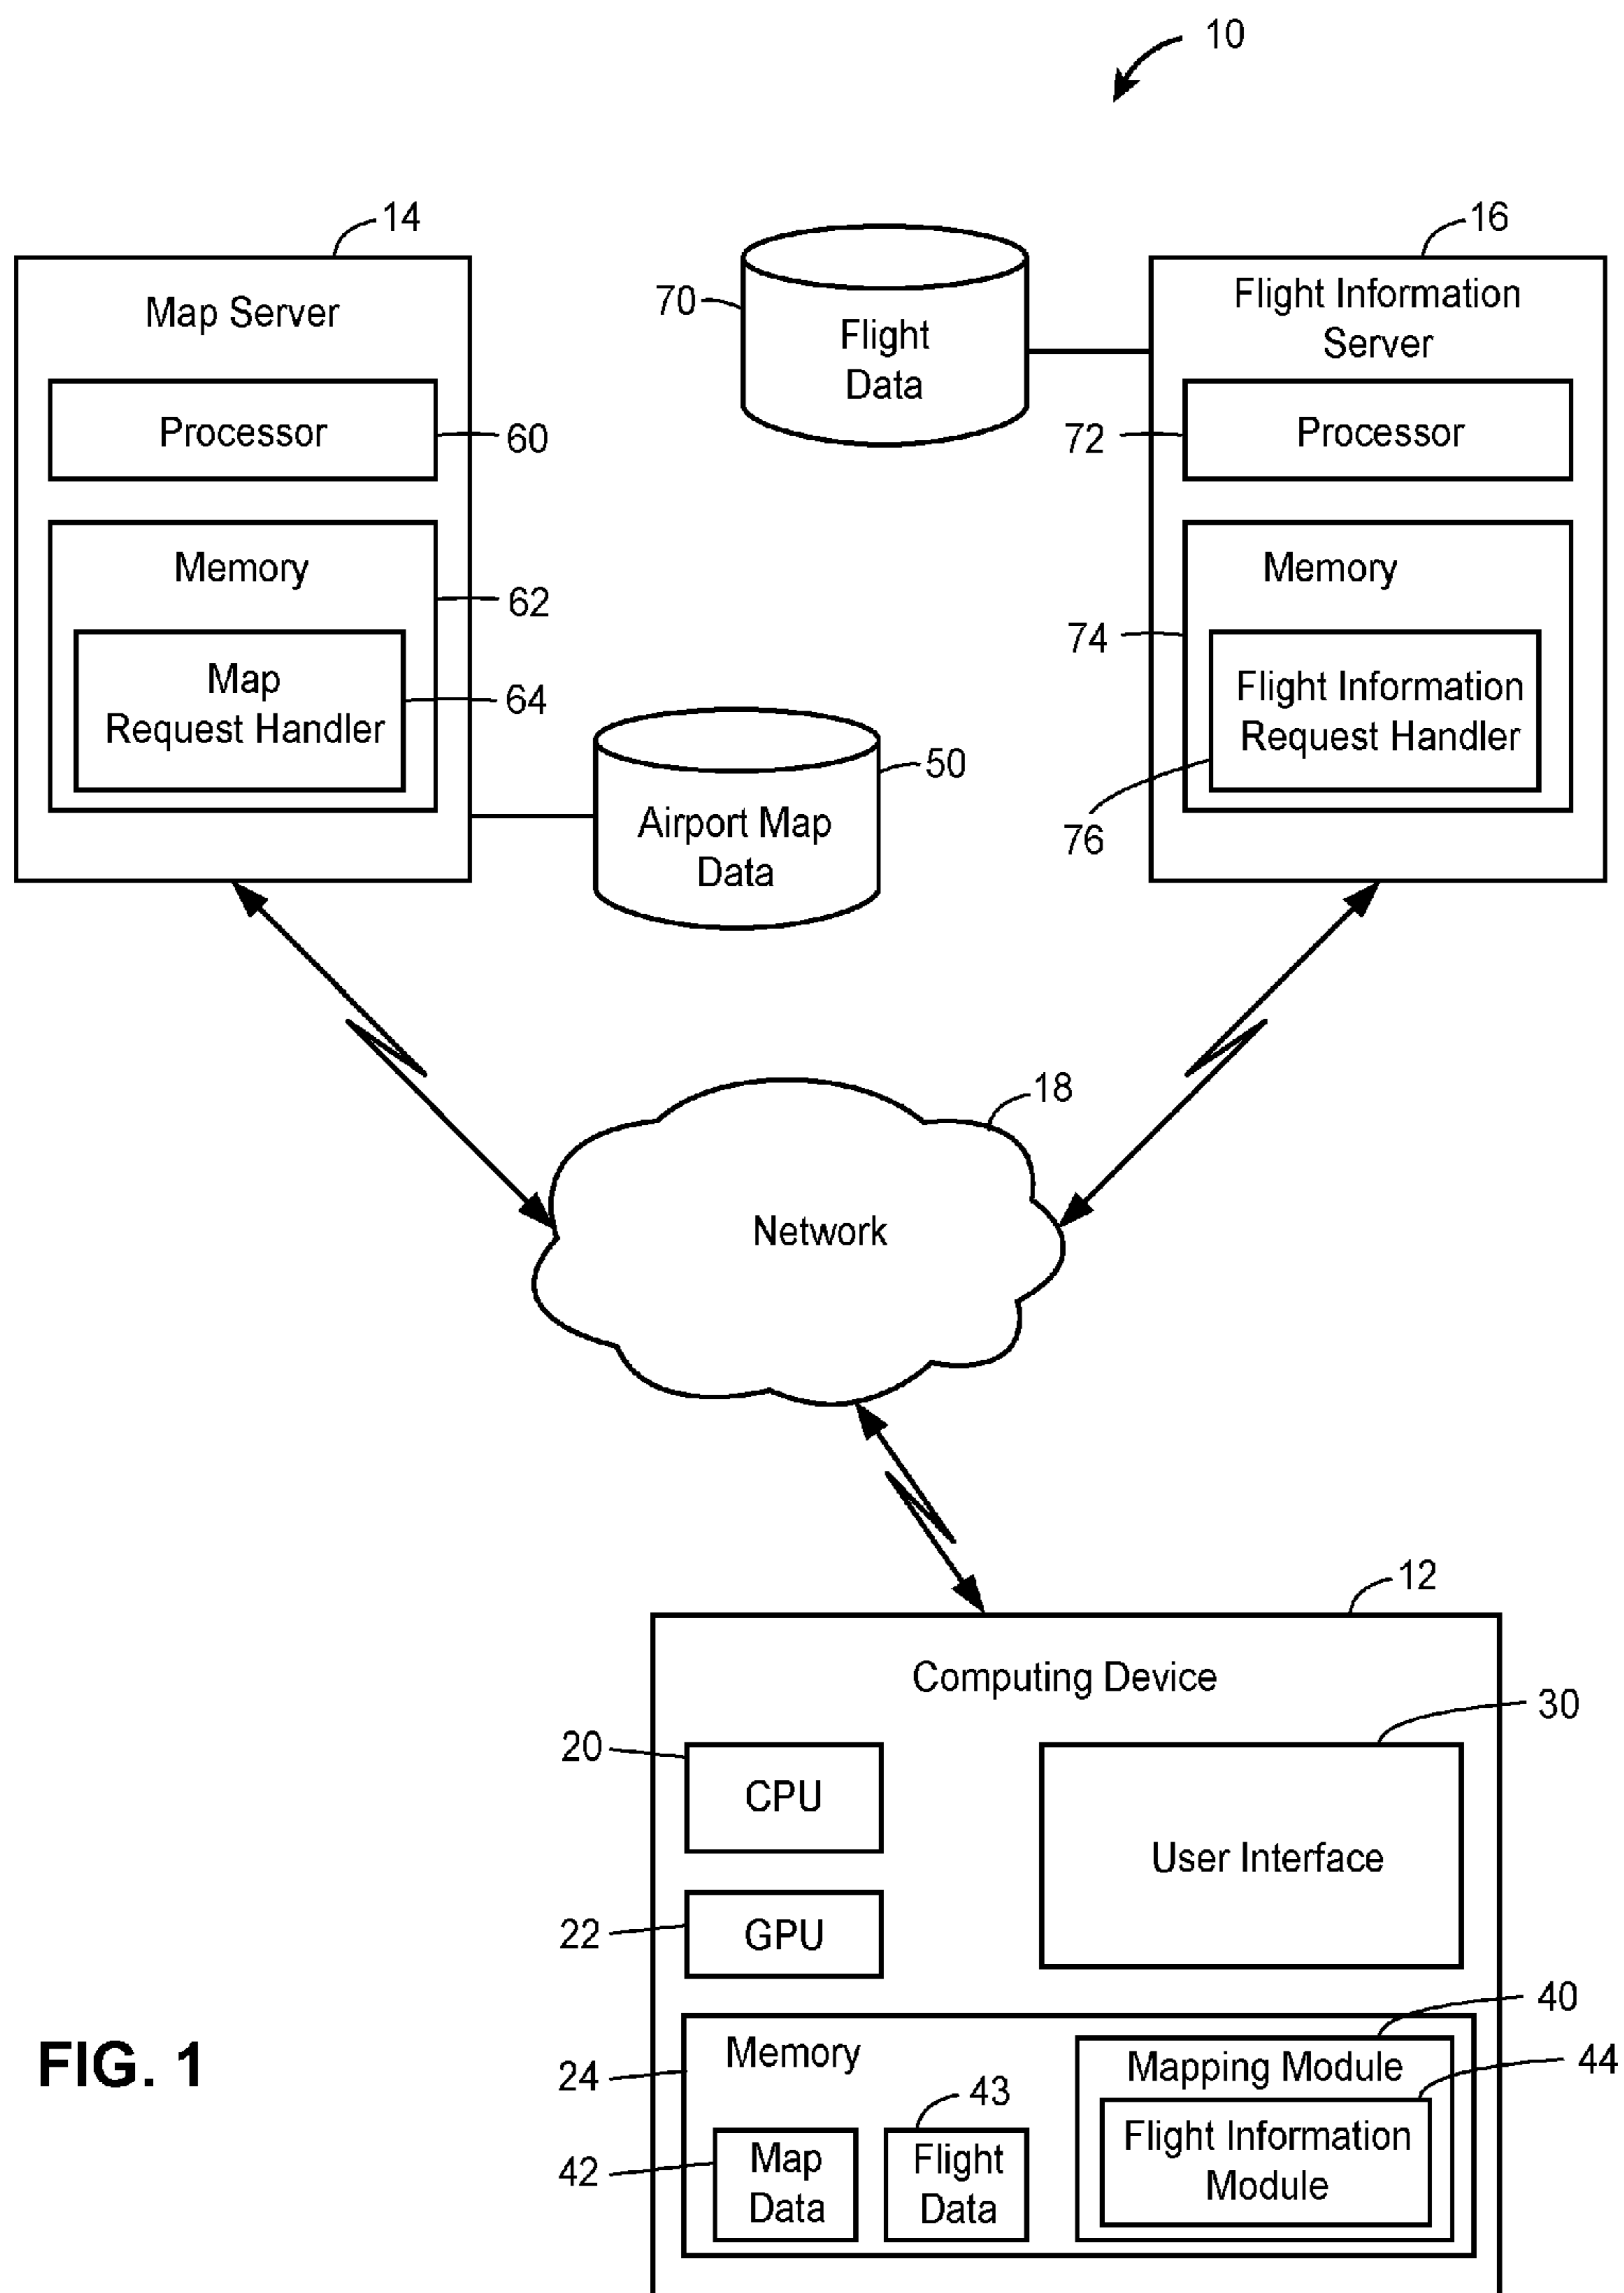 10
14
Map Server
Processor
60
Memory
62
Map
Request Handler
64
70
Flight
Data
16
Flight Information
Server
72
Processor
Memory
74
Flight Information
Request Handler
76
50
Airport Map
Data
18
Network
12
Computing Device
20
CPU
30
User Interface
22
GPU
24
Memory
40
Mapping Module
44
Flight Information
Module
43
42
Map
Data
Flight
Data
FIG. 1